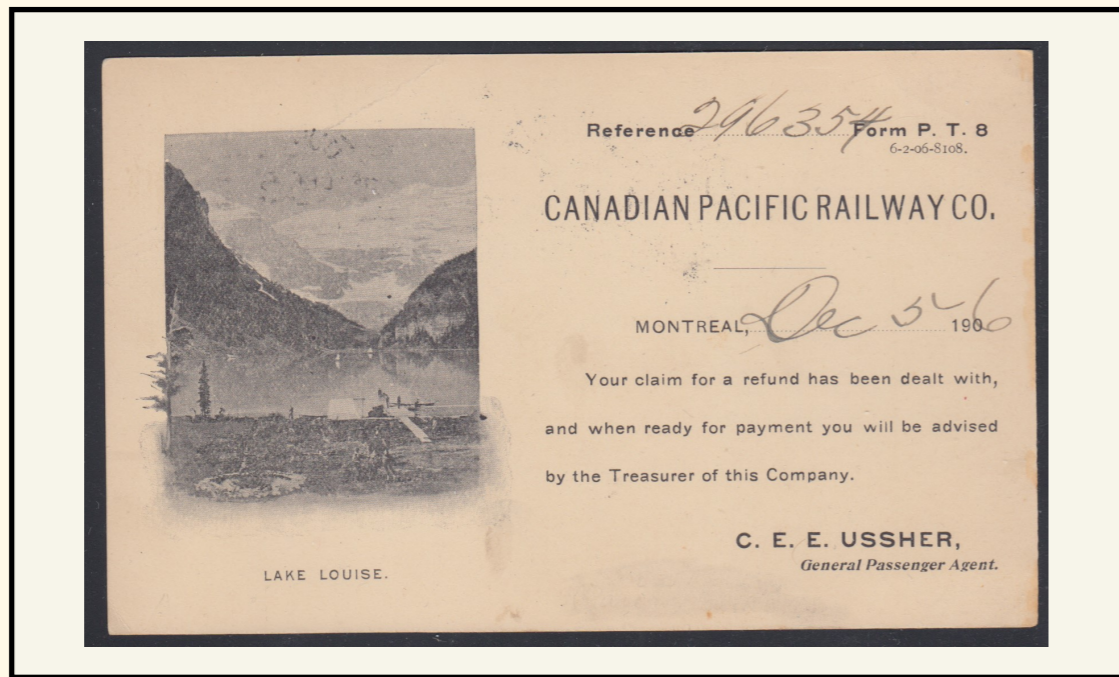 Reference 296354 Form P. T. 8
6-2-06-8108.
CANADIAN PACIFIC RAILWAY CO.
MONTREAL, Dec 5 1906
Your claim for a refund has been dealt with,
and when ready for payment you will be advised
by the Treasurer of this Company.
C. E. E. USSHER,
General Passenger Agent.
LAKE LOUISE.